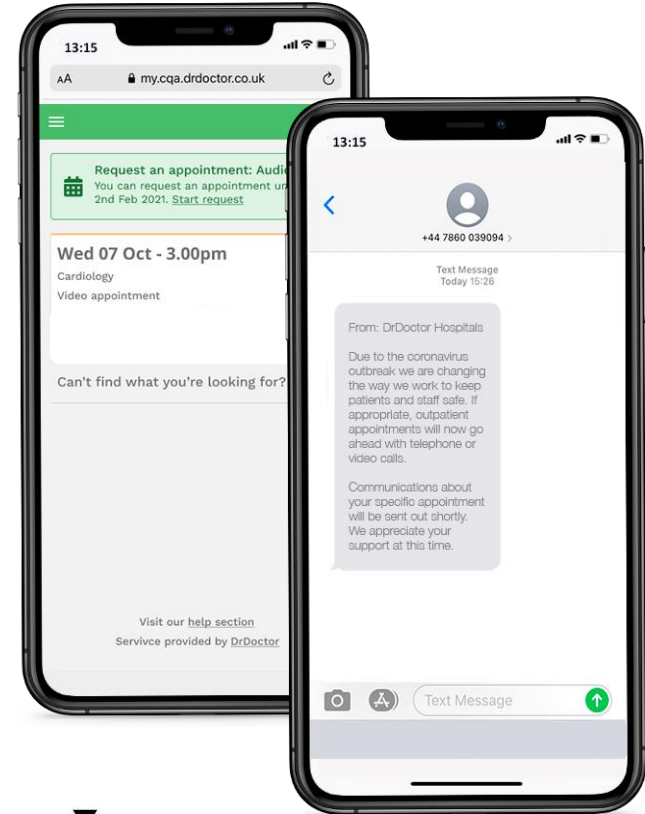 13:15
AA my.cqa.drdoctor.co.uk
Request an appointment: Audio
You can request an appointment un
2nd Feb 2021. Start request
Wed 07 Oct - 3.00pm
Cardiology
Video appointment
Can't find what you're looking for?
Visit our help section
Servivce provided by DrDoctor
13:15
+44 7860 039094
Text Message
Today 15:26
From: DrDoctor Hospitals
Due to the coronavirus
outbreak we are changing
the way we work to keep
patients and staff safe. If
appropriate, outpatient
appointments will now go
ahead with telephone or
video calls.
Communications about
your specific appointment
will be sent out shortly.
We appreciate your
support at this time.
Text Message